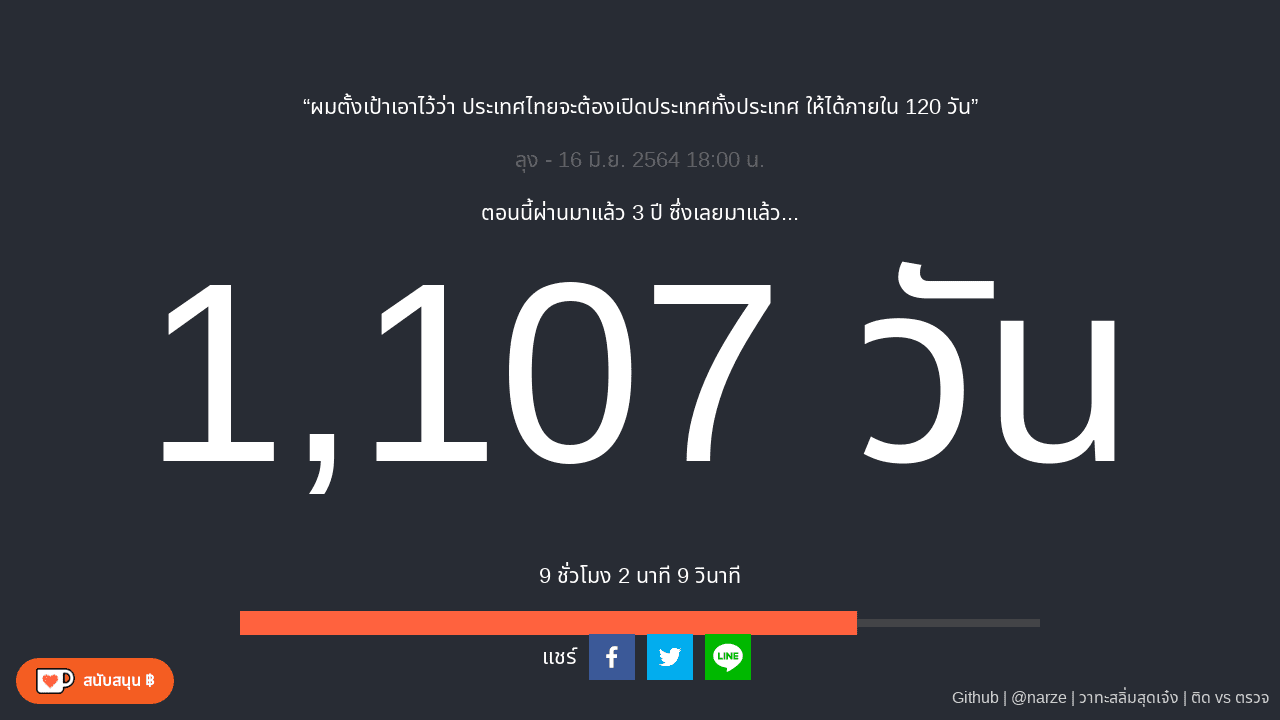 “ผมตั้งเป้าเอาไว้ว่า ประเทศไทยจะต้องเปิดประเทศทั้งประเทศ ให้ได้ภายใน 120 วัน”
ลุง - 16 มิ.ย. 2564 18:00 น.
ตอนนี้ผ่านมาแล้ว 3 ปี ซึ่งเลยมาแล้ว...
1,107 วัน
9 ชั่วโมง 2 นาที 9 วินาที
แชร์
LINE
สนับสนุน ฿
Github | @narze | วาทะสลิ่มสุดเจ๋ง | ติด vs ตรวจ